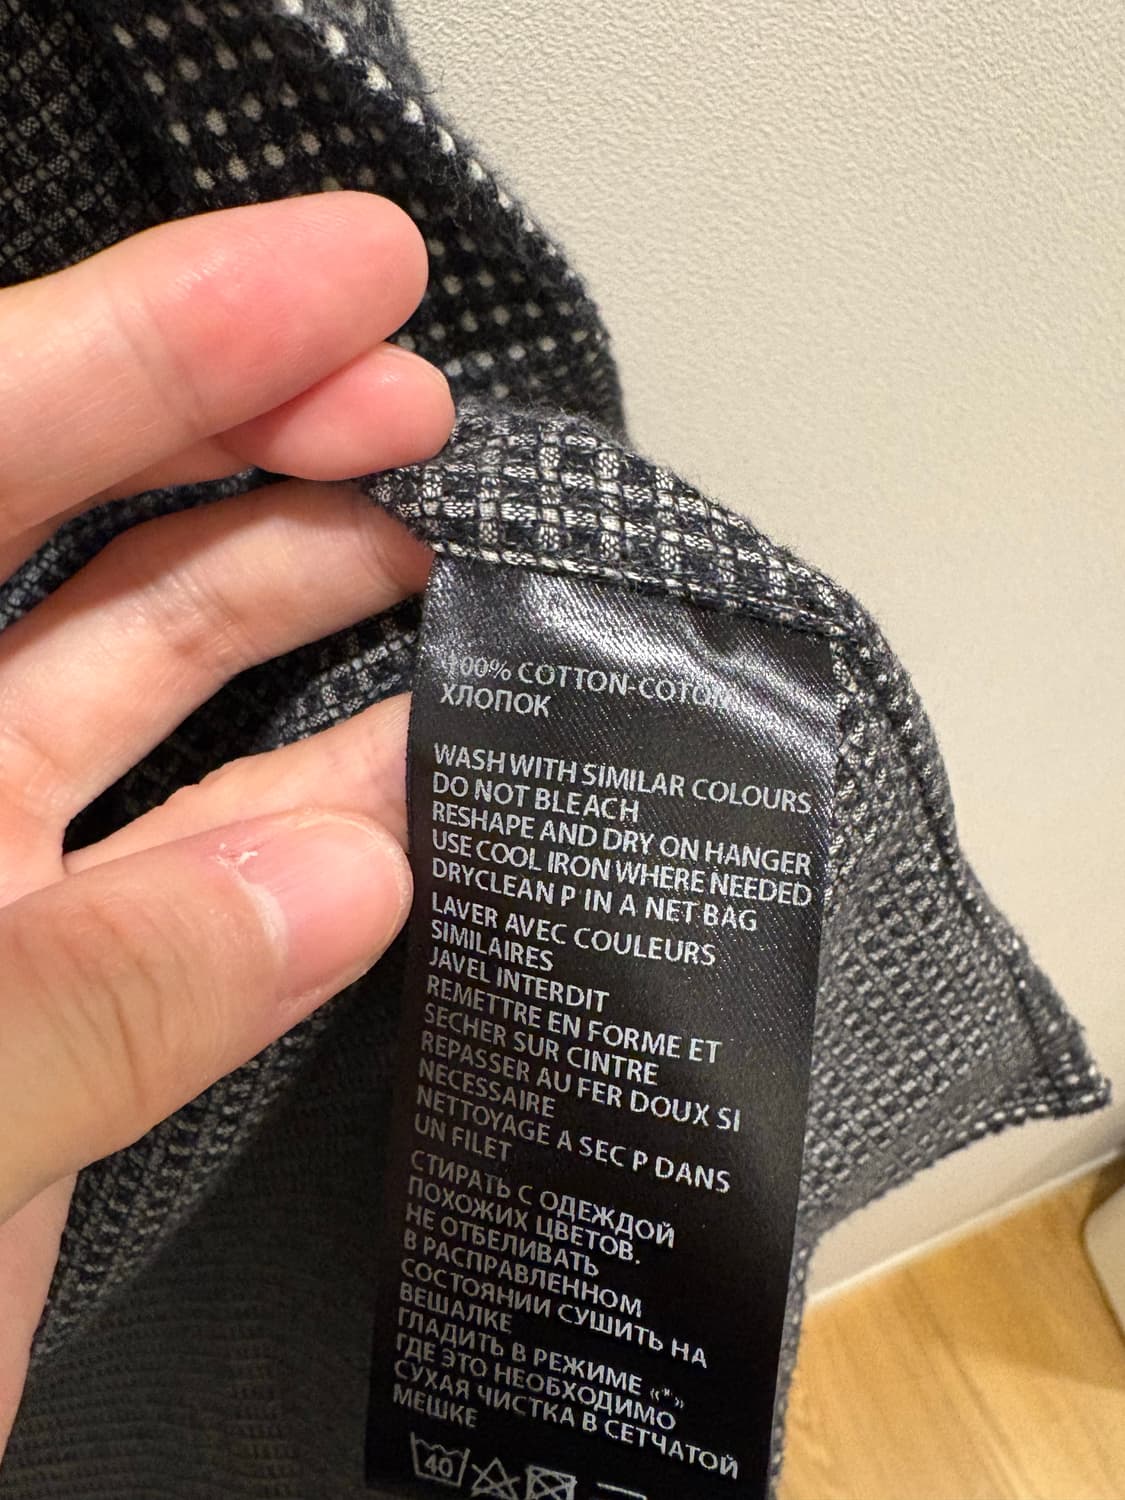 100% COTTON-COTON
ХЛОПОК
WASH WITH SIMILAR COLOURS
DO NOT BLEACH
RESHAPE AND DRY ON HANGER
USE COOL IRON WHERE NEEDED
DRYCLEAN P IN A NET BAG
LAVER AVEC COULEURS
SIMILAIRES
JAVEL INTERDIT
REMETTRE EN FORME ET
SECHER SUR CINTRE
REPASSER AU FER DOUX SI
NECESSAIRE
NETTOYAGE A SEC P DANS
UN FILET
СТИРАТЬ С ОДЕЖДОЙ
ПОХОЖИХ ЦВЕТОВ.
НЕ ОТБЕЛИВАТЬ
В РАСПРАВЛЕННОМ
СОСТОЯНИИ СУШИТЬ НА
ВЕШАЛКЕ
ГЛАДИТЬ В РЕЖИМЕ «*»
ГДЕ ЭТО НЕОБХОДИМО
СУХАЯ ЧИСТКА В СЕТЧАТОЙ
МЕШКЕ
40